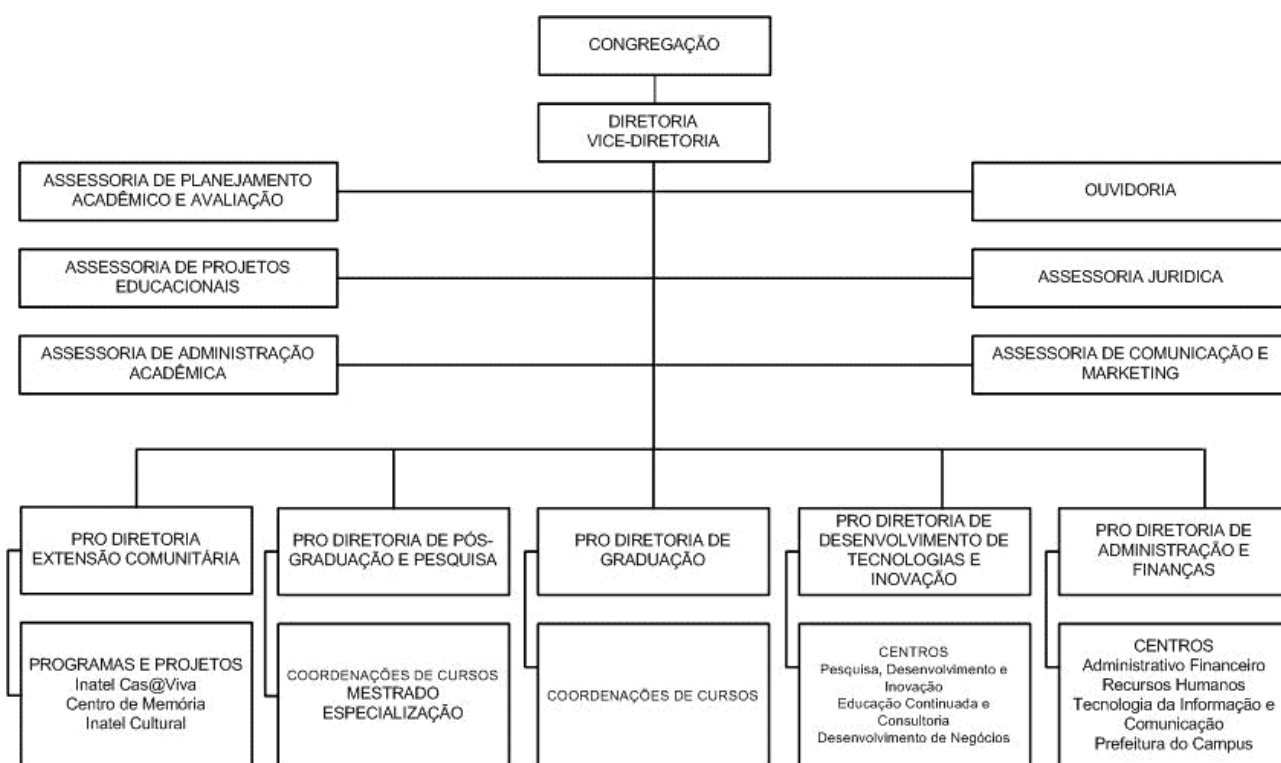 CONGREGAÇÃO
DIRETORIA
VICE-DIRETORIA
ASSESSORIA DE PLANEJAMENTO
ACADÊMICO E AVALIAÇÃO
OUVIDORIA
ASSESSORIA DE PROJETOS
EDUCACIONAIS
ASSESSORIA JURIDICA
ASSESSORIA DE ADMINISTRAÇÃO
ACADÊMICA
ASSESSORIA DE COMUNICAÇÃO E
MARKETING
PRO DIRETORIA
EXTENSÃO COMUNITÁRIA
PRO DIRETORIA DE PÓS-
GRADUAÇÃO E PESQUISA
PRO DIRETORIA DE
GRADUAÇÃO
PRO DIRETORIA DE
DESENVOLVIMENTO DE
TECNOLOGIAS E
INOVAÇÃO
PRO DIRETORIA DE
ADMINISTRAÇÃO E
FINANÇAS
PROGRAMAS E PROJETOS
Inatel Cas@Viva
Centro de Memória
Inatel Cultural
COORDENAÇÕES DE CURSOS
MESTRADO
ESPECIALIZAÇÃO
COORDENAÇÕES DE CURSOS
CENTROS
Pesquisa, Desenvolvimento e
Inovação
Educação Continuada e
Consultoria
Desenvolvimento de Negócios
CENTROS
Administrativo Financeiro
Recursos Humanos
Tecnologia da Informação e
Comunicação
Prefeitura do Campus